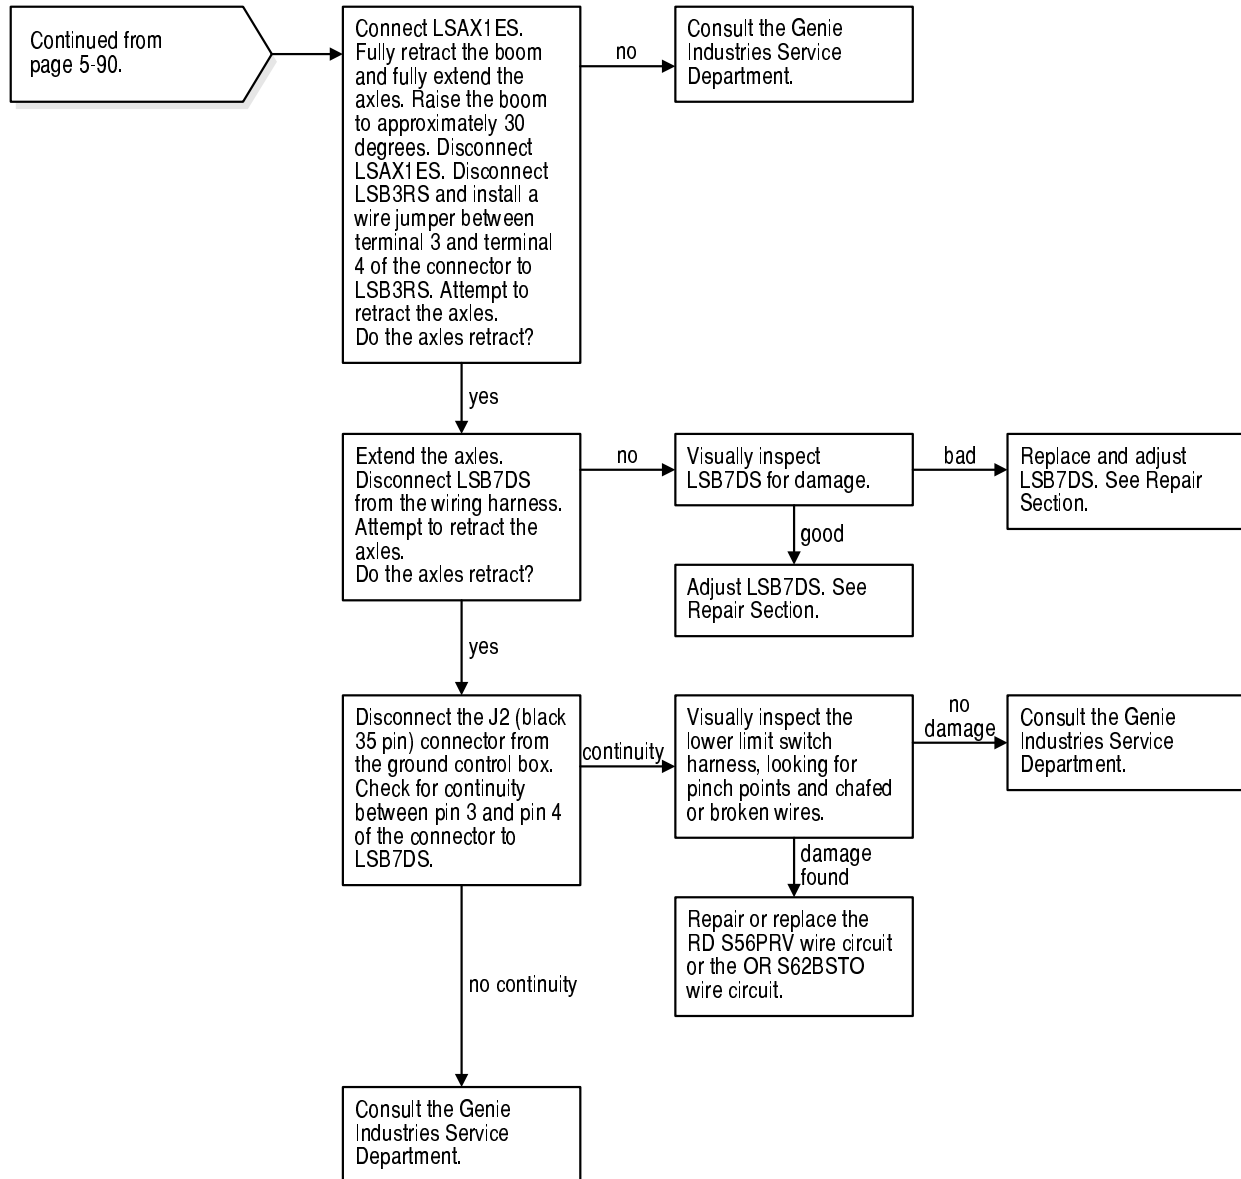 Continued from
page 5-90.
Connect LSAX1ES.
Fully retract the boom
and fully extend the
axles. Raise the boom
to approximately 30
degrees. Disconnect
LSAX1ES. Disconnect
LSB3RS and install a
wire jumper between
terminal 3 and terminal
4 of the connector to
LSB3RS. Attempt to
retract the axles.
Do the axles retract?
no
Consult the Genie
Industries Service
Department.
yes
Extend the axles.
Disconnect LSB7DS
from the wiring harness.
Attempt to retract the
axles.
Do the axles retract?
no
Visually inspect
LSB7DS for damage.
bad
Replace and adjust
LSB7DS. See Repair
Section.
good
Adjust LSB7DS. See
Repair Section.
yes
Disconnect the J2 (black
35 pin) connector from
the ground control box.
Check for continuity
between pin 3 and pin 4
of the connector to
LSB7DS.
continuity
Visually inspect the
lower limit switch
harness, looking for
pinch points and chafed
or broken wires.
no
damage
Consult the Genie
Industries Service
Department.
damage
found
Repair or replace the
RD S56PRV wire circuit
or the OR S62BSTO
wire circuit.
no continuity
Consult the Genie
Industries Service
Department.